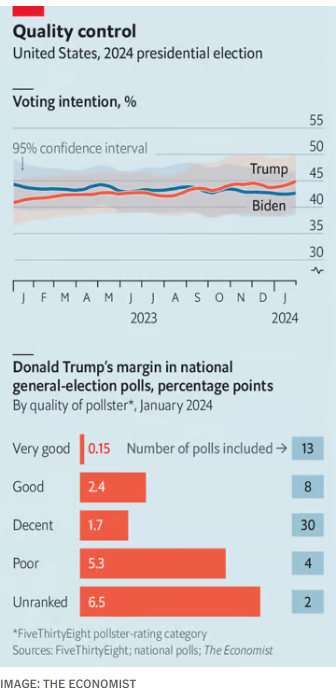 Quality control
United States, 2024 presidential election
Voting intention, %
55
95% confidence interval
50
Trump
45
Biden
40
35
30
J F M A M J J A S O N D J
2023 2024
Donald Trump’s margin in national
general-election polls, percentage points
By quality of pollster*, January 2024
Very good 0.15 Number of polls included → 13
Good 2.4 8
Decent 1.7 30
Poor 5.3 4
Unranked 6.5 2
*FiveThirtyEight pollster-rating category
Sources: FiveThirtyEight; national polls; The Economist
IMAGE: THE ECONOMIST